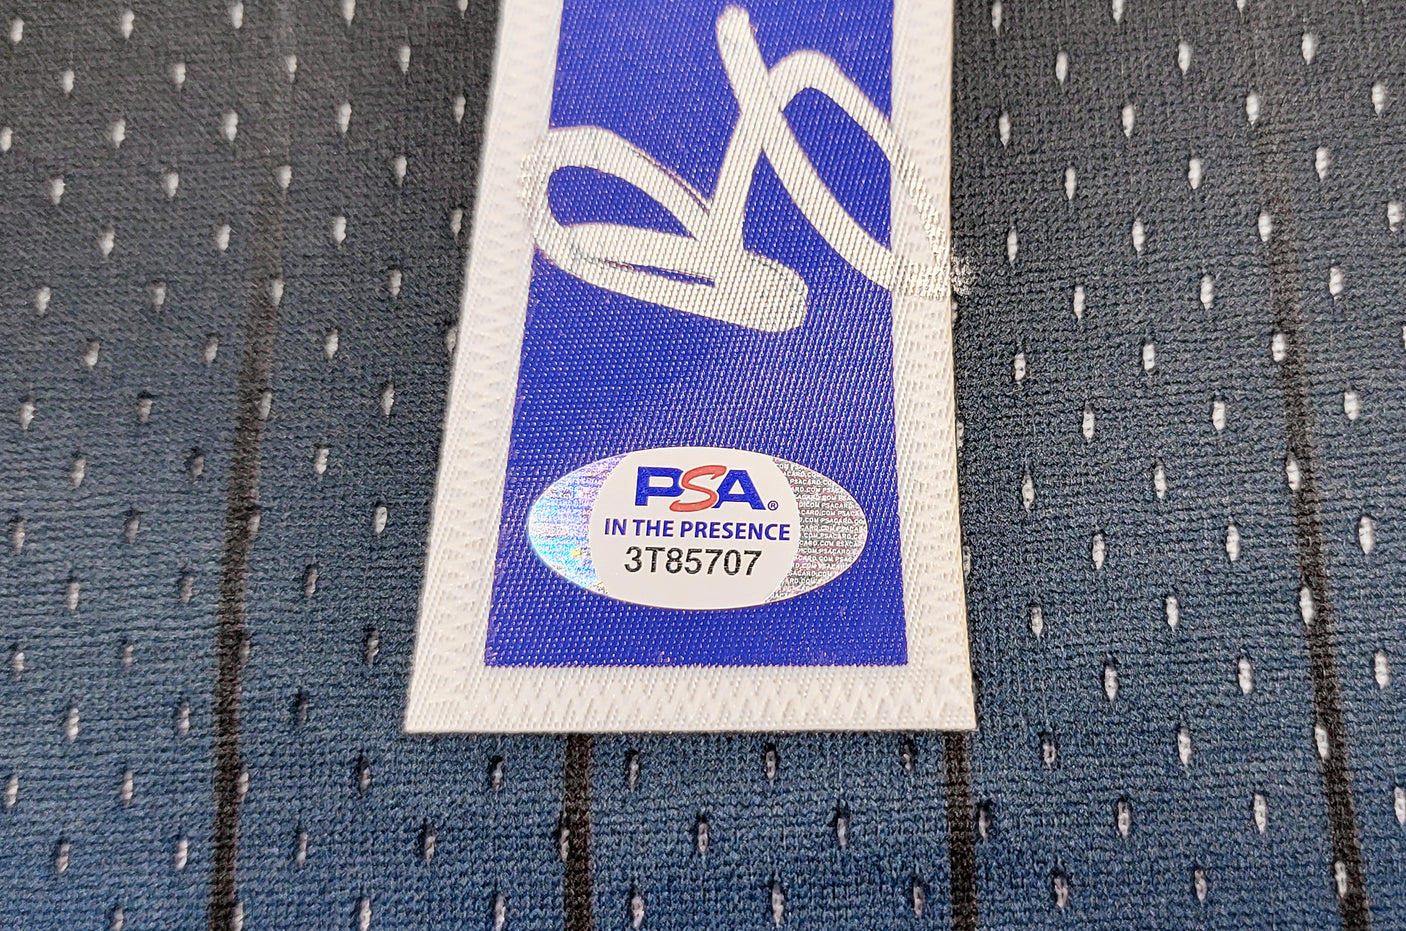 PSA®
IN THE PRESENCE
3T85707